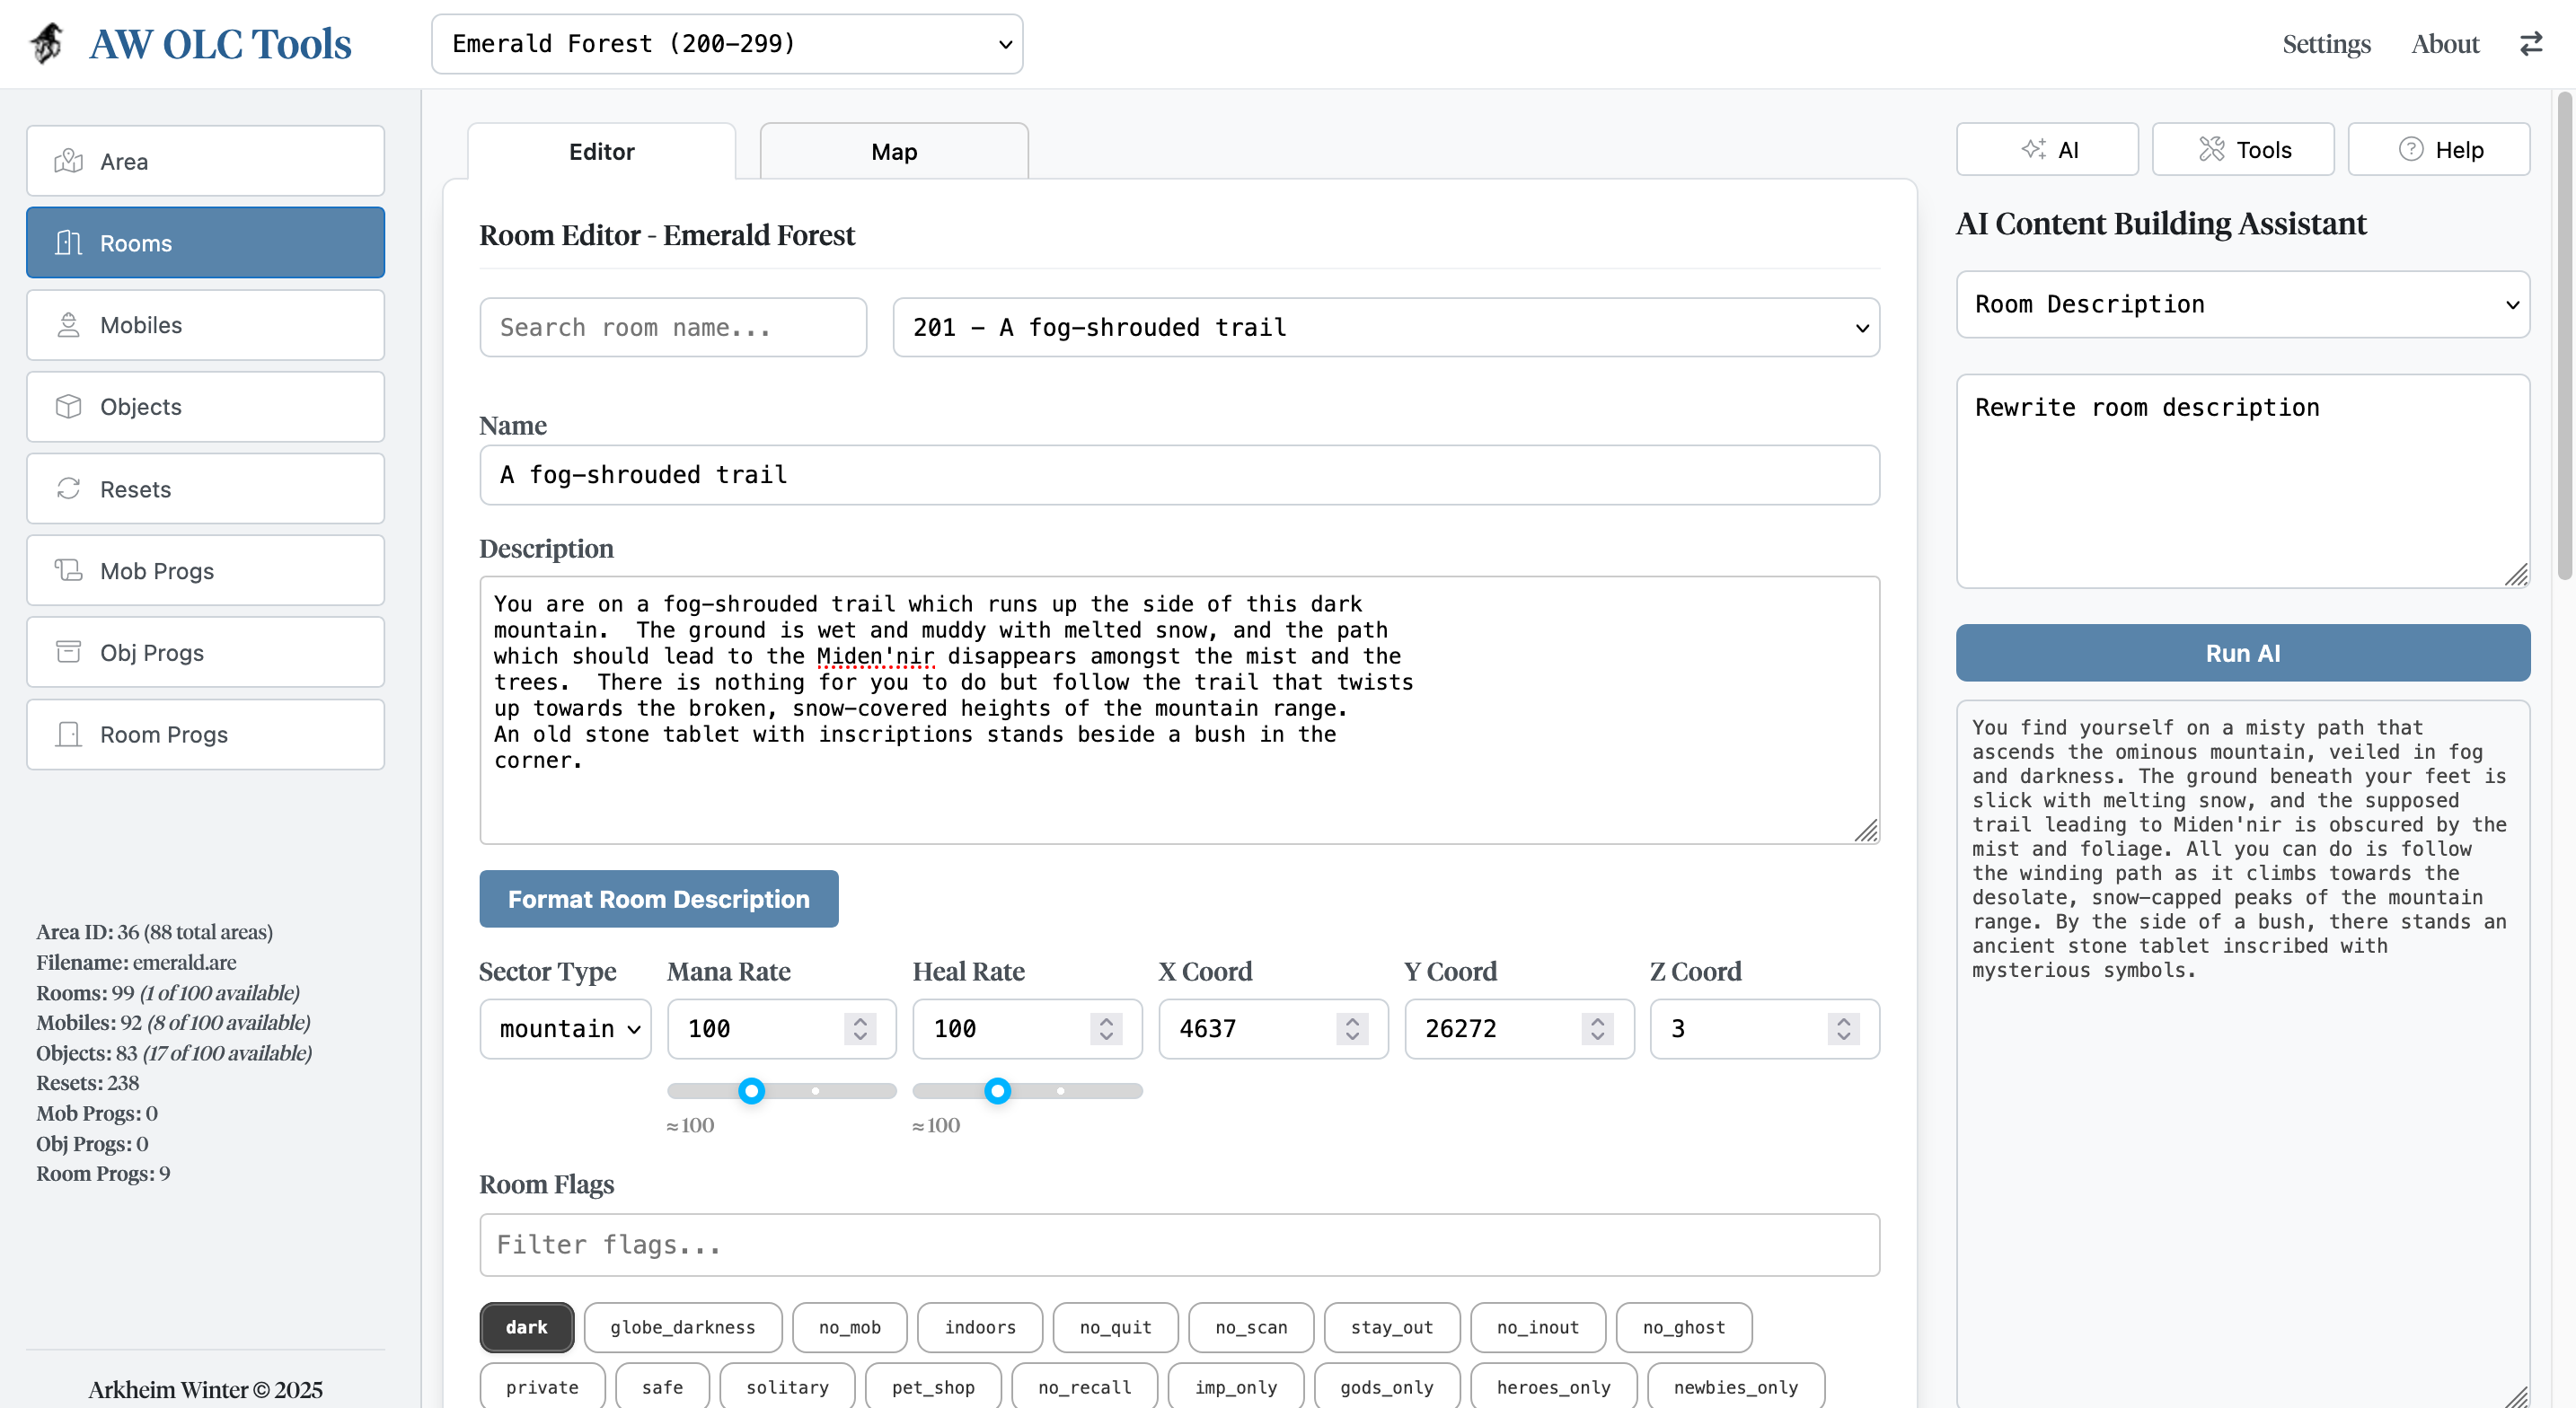 AW OLC Tools
Emerald Forest (200-299)
Settings
About
Area
Rooms
Mobiles
Objects
Resets
Mob Progs
Obj Progs
Room Progs
Area ID: 36 (88 total areas)
Filename: emerald.are
Rooms: 99 (1 of 100 available)
Mobiles: 92 (8 of 100 available)
Objects: 83 (17 of 100 available)
Resets: 238
Mob Progs: 0
Obj Progs: 0
Room Progs: 9
Arkheim Winter © 2025
Editor
Map
Room Editor - Emerald Forest
Search room name...
201 - A fog-shrouded trail
Name
A fog-shrouded trail
Description
You are on a fog-shrouded trail which runs up the side of this dark
mountain.  The ground is wet and muddy with melted snow, and the path
which should lead to the Miden'nir disappears amongst the mist and the
trees.  There is nothing for you to do but follow the trail that twists
up towards the broken, snow-covered heights of the mountain range.
An old stone tablet with inscriptions stands beside a bush in the
corner.
Format Room Description
Sector Type
Mana Rate
Heal Rate
X Coord
Y Coord
Z Coord
mountain
100
100
4637
26272
3
≈100
≈100
Room Flags
Filter flags...
dark
globe_darkness
no_mob
indoors
no_quit
no_scan
stay_out
no_inout
no_ghost
private
safe
solitary
pet_shop
no_recall
imp_only
gods_only
heroes_only
newbies_only
AI
Tools
Help
AI Content Building Assistant
Room Description
Rewrite room description
Run AI
You find yourself on a misty path that
ascends the ominous mountain, veiled in fog
and darkness. The ground beneath your feet is
slick with melting snow, and the supposed
trail leading to Miden'nir is obscured by the
mist and foliage. All you can do is follow
the winding path as it climbs towards the
desolate, snow-capped peaks of the mountain
range. By the side of a bush, there stands an
ancient stone tablet inscribed with
mysterious symbols.